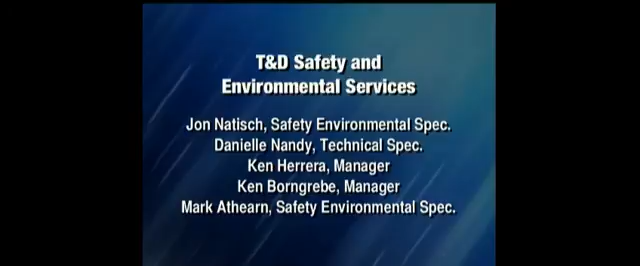 T&D Safety and
Environmental Services
Jon Natisch, Safety Environmental Spec.
Danielle Nandy, Technical Spec.
Ken Herrera, Manager
Ken Borngrebe, Manager
Mark Athearn, Safety Environmental Spec.